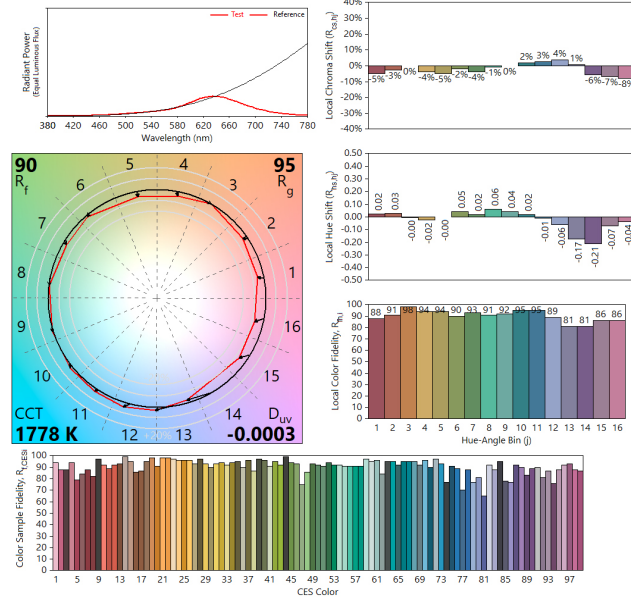 Test
Reference
Radiant Power
(Equal Luminous Flux)
380 420 460 500 540 580 620 660 700 740 780
Wavelength (nm)
40%
30%
20%
10%
0%
-10%
-20%
-30%
-40%
Local Chroma Shift (Rcs,hj)
-5% -3% 0% -4% -5% -2% -4% -1% 0% 2% 3% 4% 1% -6% -7% -8%
90
Rf
95
Rg
5 4
6 3
7 2
8 1
9 16
10 15
11 14
12 13
+20%
CCT
1778 K
Duv
-0.0003
0.50
0.40
0.30
0.20
0.10
0.00
-0.10
-0.20
-0.30
-0.40
-0.50
Local Hue Shift (Rhs,hj)
0.02 0.03 -0.00 -0.02 -0.00 0.05 0.02 0.06 0.04 0.02 -0.01 -0.06 -0.17 -0.21 -0.07 -0.04
100
90
80
70
60
50
40
30
20
10
0
88 91 98 94 94 90 93 91 92 95 95 89 81 81 86 86
1 2 3 4 5 6 7 8 9 10 11 12 13 14 15 16
Hue-Angle Bin (j)
100
90
80
70
60
50
40
30
20
10
0
Color Sample Fidelity, Rf,CESi
1 5 9 13 17 21 25 29 33 37 41 45 49 53 57 61 65 69 73 77 81 85 89 93 97
CES Color